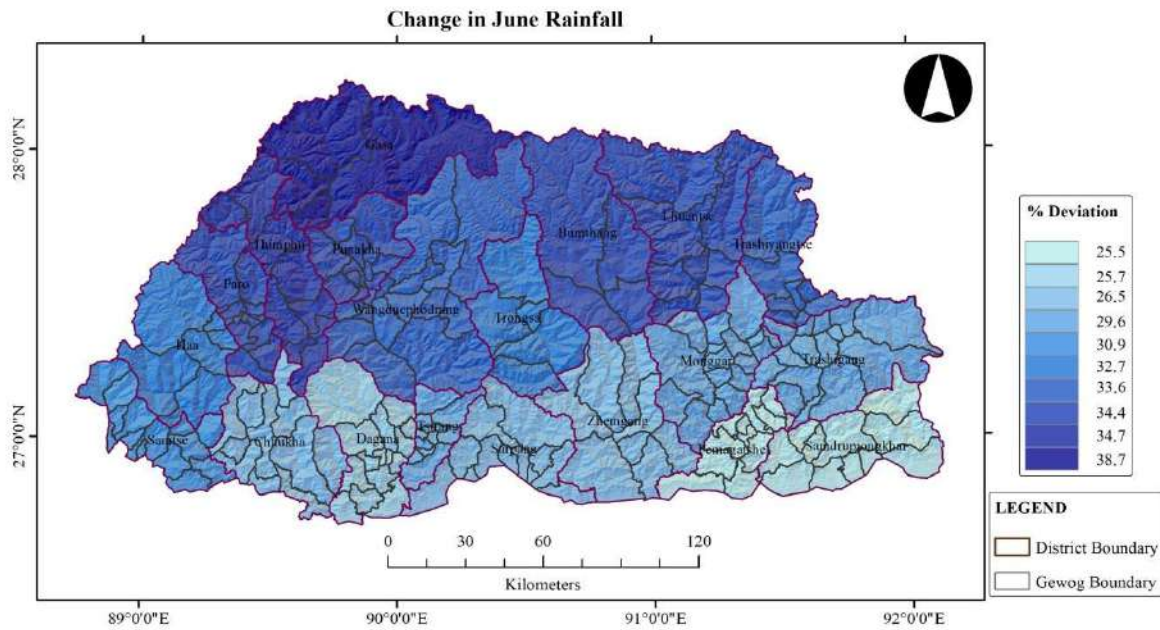 Change in June Rainfall
28°0'0"N
27°0'0"N
Gasa
Thimphu
Punakha
Bumthang
Lhuantse
Trashiyangtse
Paro
Wangduephodrang
Trongsa
Haa
Monggar
Trashigang
Samtse
Chhukha
Dagana
Tsirang
Sarpang
Zhemgang
Pemagatshel
Samdrupjongkhar
0 30 60 120
Kilometers
89°0'0"E 90°0'0"E 91°0'0"E 92°0'0"E
% Deviation
25.5
25.7
26.5
29.6
30.9
32.7
33.6
34.4
34.7
38.7
LEGEND
District Boundary
Gewog Boundary